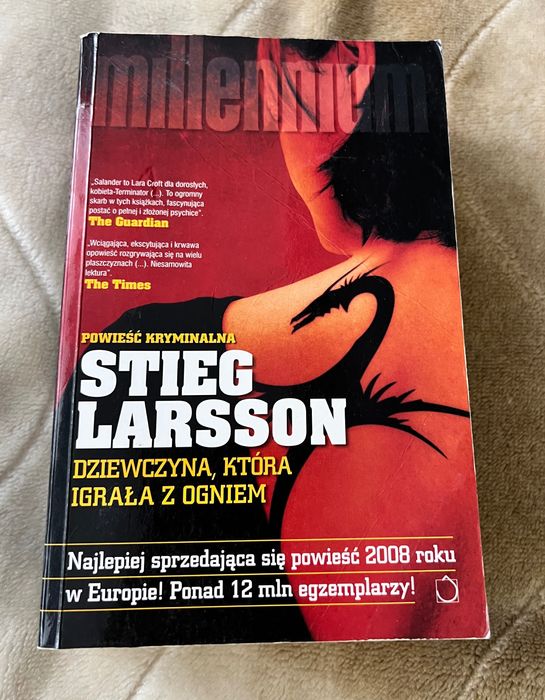 millennium
„Salander to Lara Croft dla dorosłych,
kobieta-Terminator (...). To ogromny
skarb w tych książkach, fascynująca
postać o pełnej i złożonej psychice”.
The Guardian
„Wciągająca, ekscytująca i krwawa
opowieść rozgrywająca się na wielu
płaszczyznach (...). Niesamowita
lektura”.
The Times
POWIEŚĆ KRYMINALNA
STIEG
LARSSON
DZIEWCZYNA, KTÓRA
IGRAŁA Z OGNIEM
Najlepiej sprzedająca się powieść 2008 roku
w Europie! Ponad 12 mln egzemplarzy!